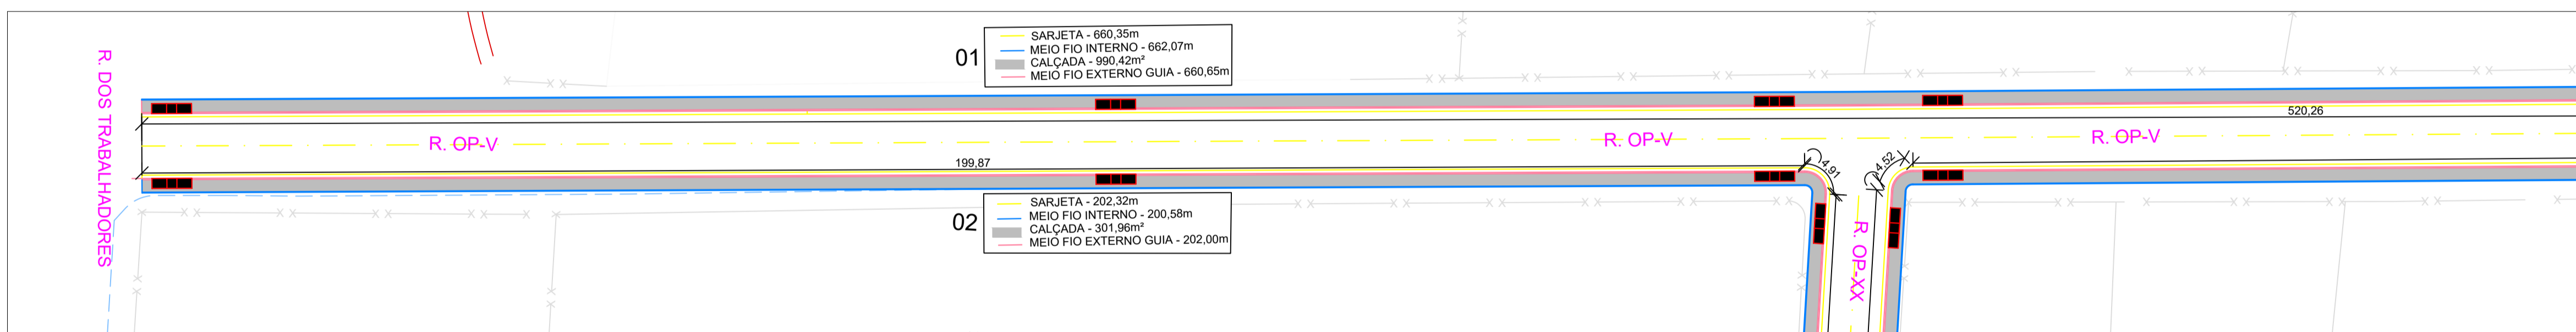 R. DOS TRABALHADORES
01
SARJETA - 660,35m
MEIO FIO INTERNO - 662,07m
CALÇADA - 990,42m²
MEIO FIO EXTERNO GUIA - 660,65m
520,26
R. OP-V
R. OP-V
R. OP-V
199,87
4,91
4,52
02
SARJETA - 202,32m
MEIO FIO INTERNO - 200,58m
CALÇADA - 301,96m²
MEIO FIO EXTERNO GUIA - 202,00m
R. OP-XX